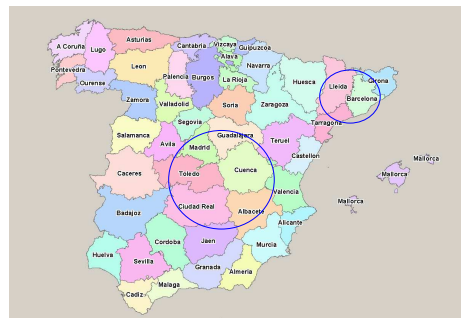 Asturias
A Coruña
Lugo
Cantabria
Vizcaya
Guipuzcoa
Alava
Navarra
Pontevedra
Ourense
Leon
Palencia
Burgos
La Rioja
Huesca
Lleida
Girona
Barcelona
Zamora
Valladolid
Soria
Zaragoza
Tarragona
Segovia
Salamanca
Avila
Guadalajara
Madrid
Teruel
Castellon
Mallorca
Mallorca
Mallorca
Caceres
Toledo
Cuenca
Valencia
Badajoz
Ciudad Real
Albacete
Alicante
Cordoba
Jaen
Murcia
Huelva
Sevilla
Granada
Almeria
Malaga
Cadiz